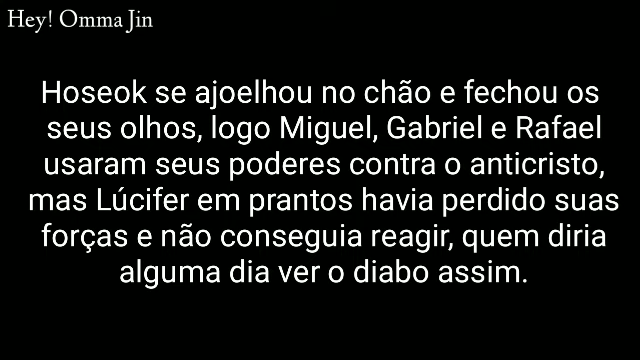 Hey! Omma Jin
Hoseok se ajoelhou no chão e fechou os
seus olhos, logo Miguel, Gabriel e Rafael
usaram seus poderes contra o anticristo,
mas Lúcifer em prantos havia perdido suas
forças e não conseguia reagir, quem diria
alguma dia ver o diabo assim.